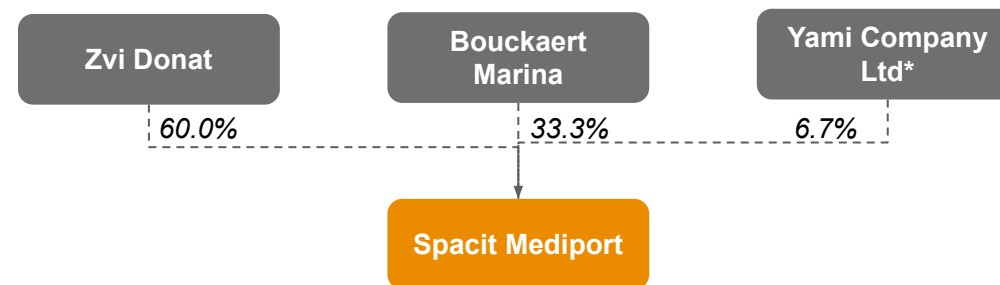 Zvi Donat
Bouckaert
Marina
Yami Company
Ltd*
60.0%
33.3%
6.7%
Spacit Mediport